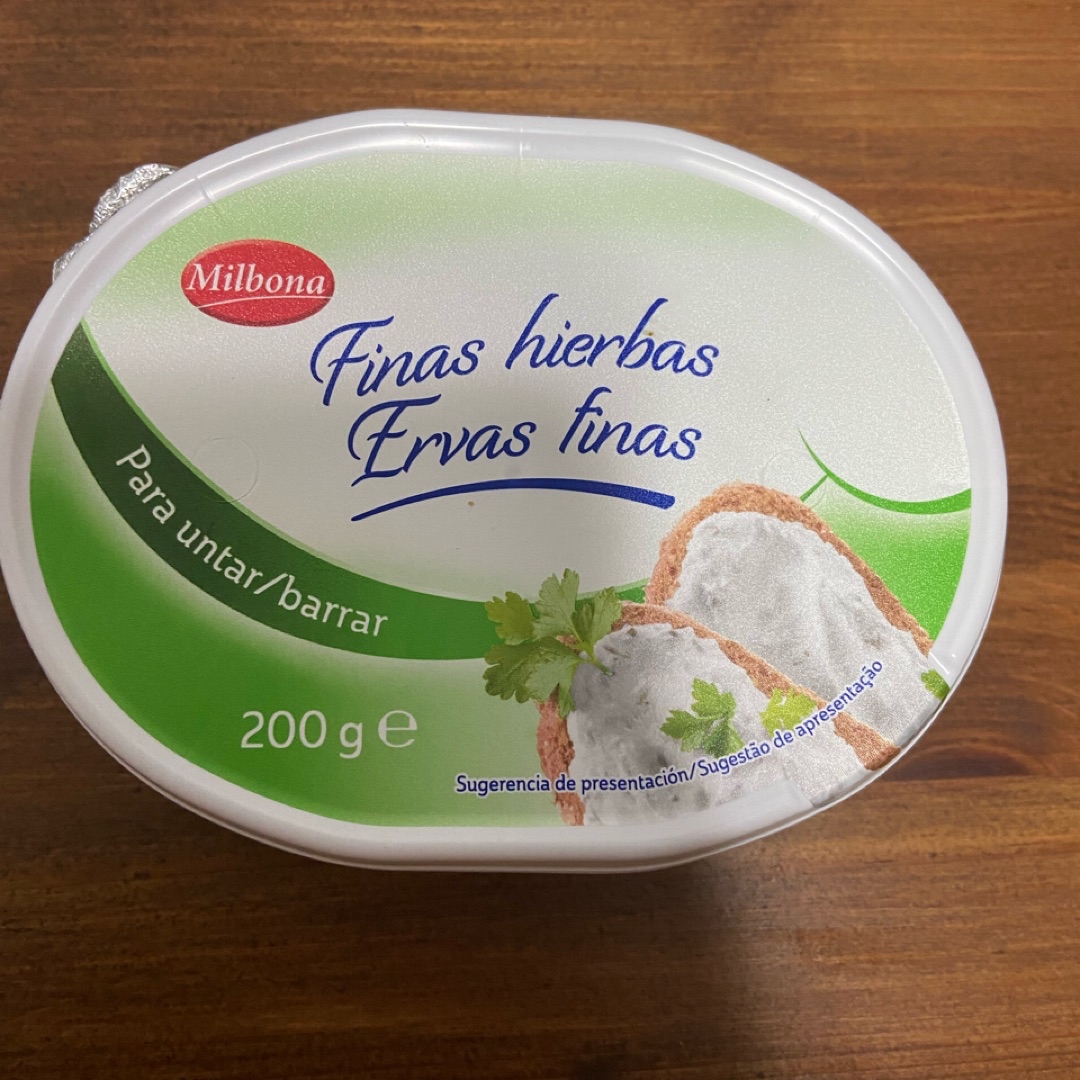 Milbona
Finas hierbas
Ervas finas
Para untar/barrar
200 g ℮
Sugerencia de presentación/Sugestão de apresentação